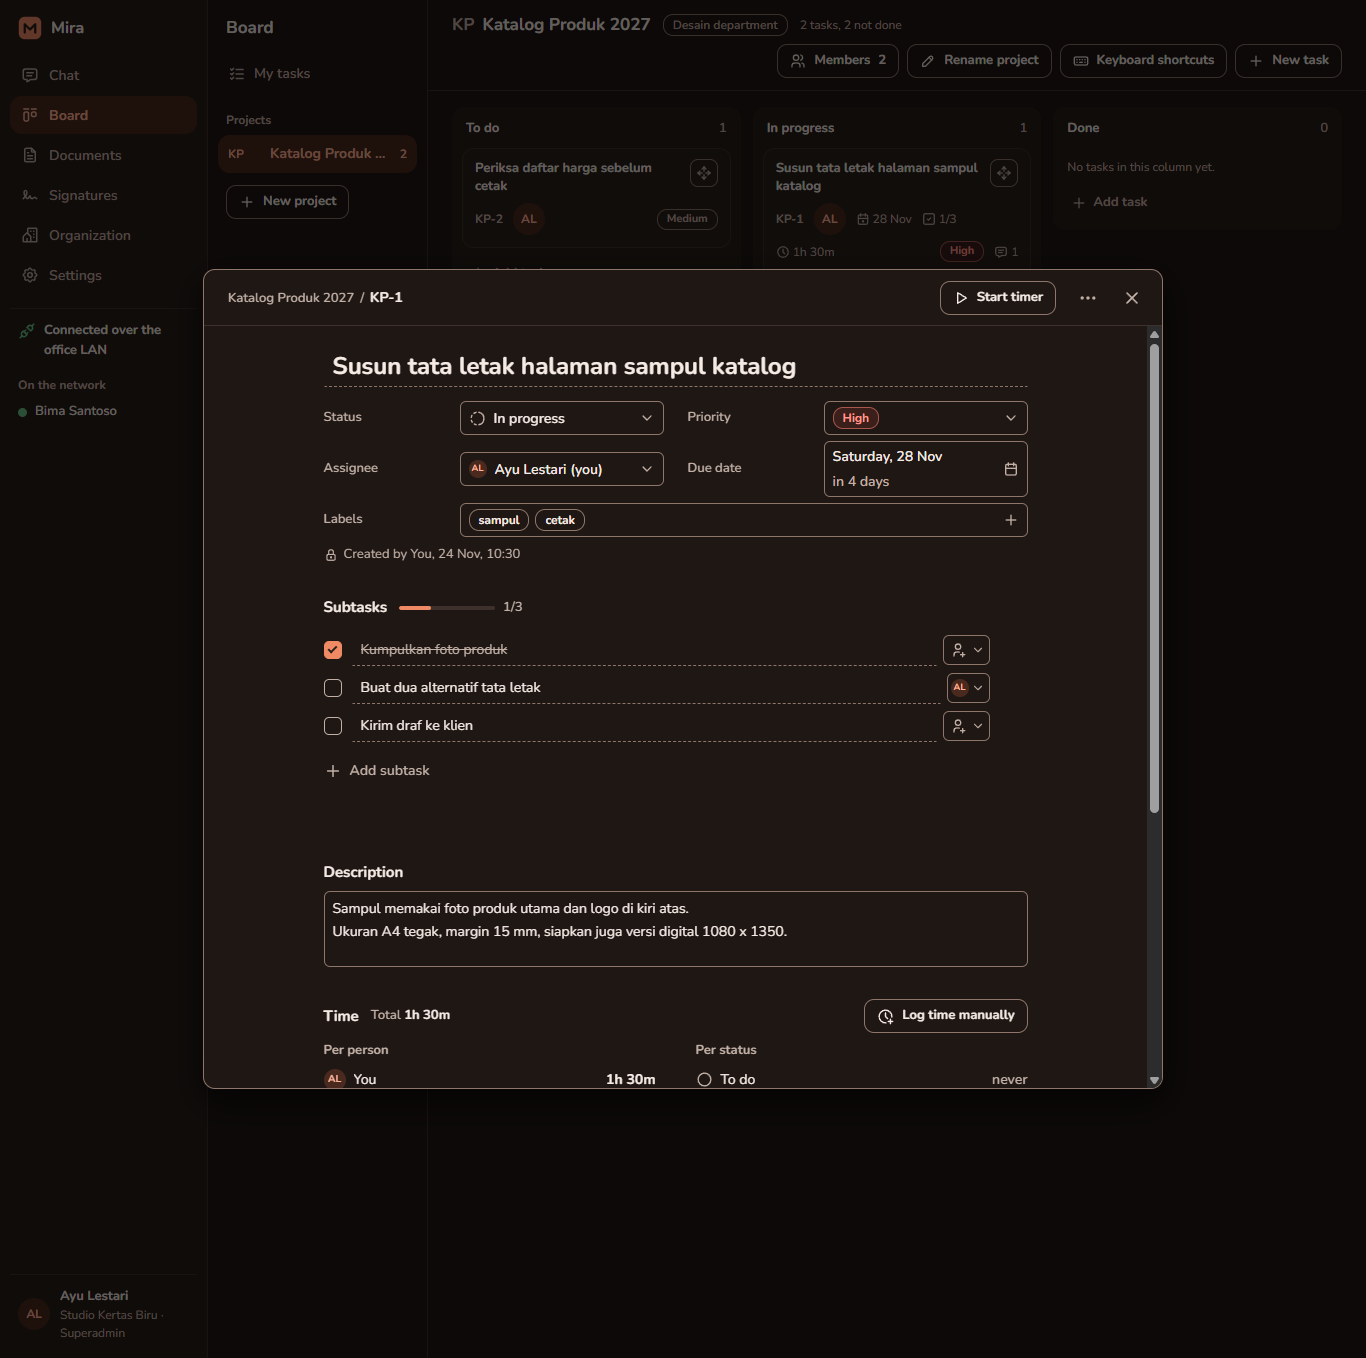 Mira
Chat
Board
Documents
Signatures
Organization
Settings
Connected over the
office LAN
On the network
Bima Santoso
Ayu Lestari
AL
Studio Kertas Biru ·
Superadmin
Board
My tasks
Projects
KP Katalog Produk ... 2
New project
KP Katalog Produk 2027 Desain department 2 tasks, 2 not done
Members 2 Rename project Keyboard shortcuts New task
To do 1
Periksa daftar harga sebelum
cetak
KP-2 AL Medium
In progress 1
Susun tata letak halaman sampul
katalog
KP-1 AL 28 Nov 1/3
1h 30m High 1
Done 0
No tasks in this column yet.
Add task
Katalog Produk 2027 / KP-1 Start timer
Susun tata letak halaman sampul katalog
Status In progress Priority High
Assignee AL Ayu Lestari (you) Due date Saturday, 28 Nov
in 4 days
Labels sampul cetak
Created by You, 24 Nov, 10:30
Subtasks 1/3
Kumpulkan foto produk
Buat dua alternatif tata letak AL
Kirim draf ke klien
Add subtask
Description
Sampul memakai foto produk utama dan logo di kiri atas.
Ukuran A4 tegak, margin 15 mm, siapkan juga versi digital 1080 x 1350.
Time Total 1h 30m Log time manually
Per person Per status
AL You 1h 30m To do never